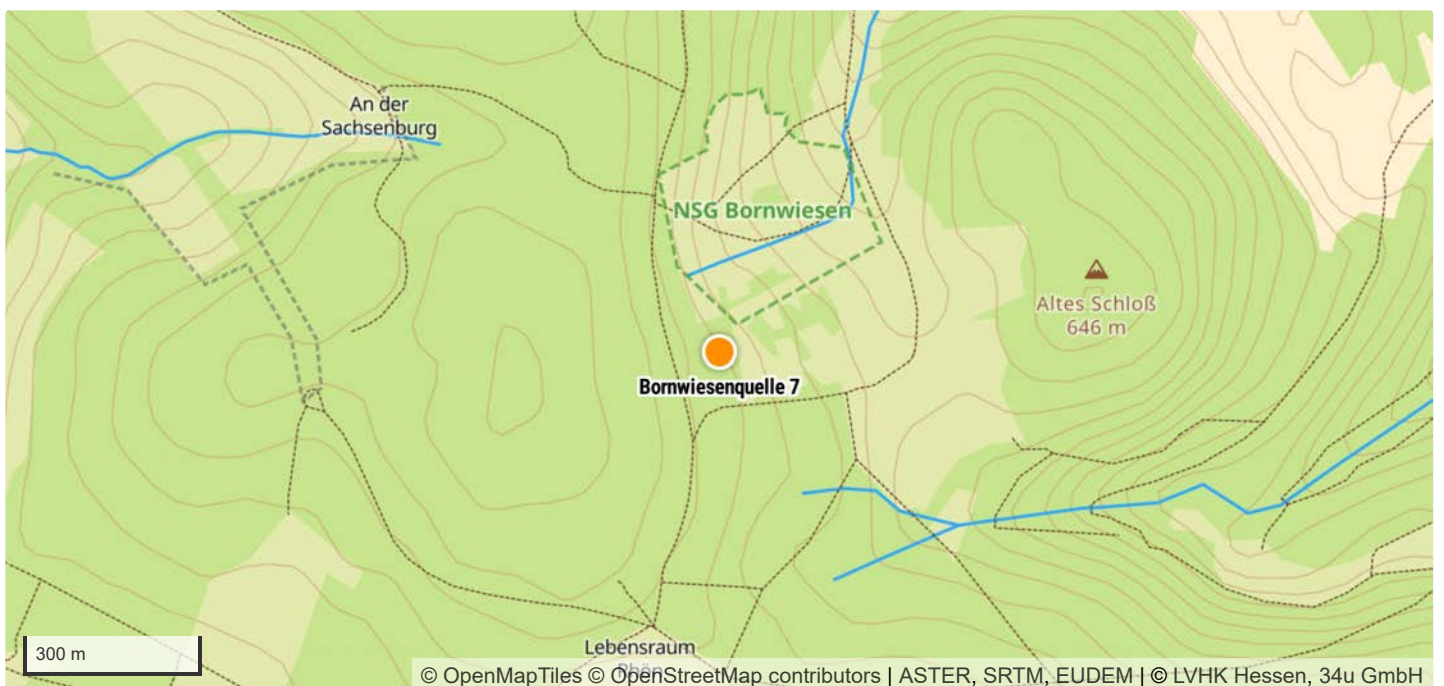 An der
Sachsenburg
NSG Bornwiesen
Altes Schloß
646 m
Bornwiesenquelle 7
Lebensraum
Rhön
300 m
© OpenMapTiles © OpenStreetMap contributors | ASTER, SRTM, EUDEM | © LVHK Hessen, 34u GmbH